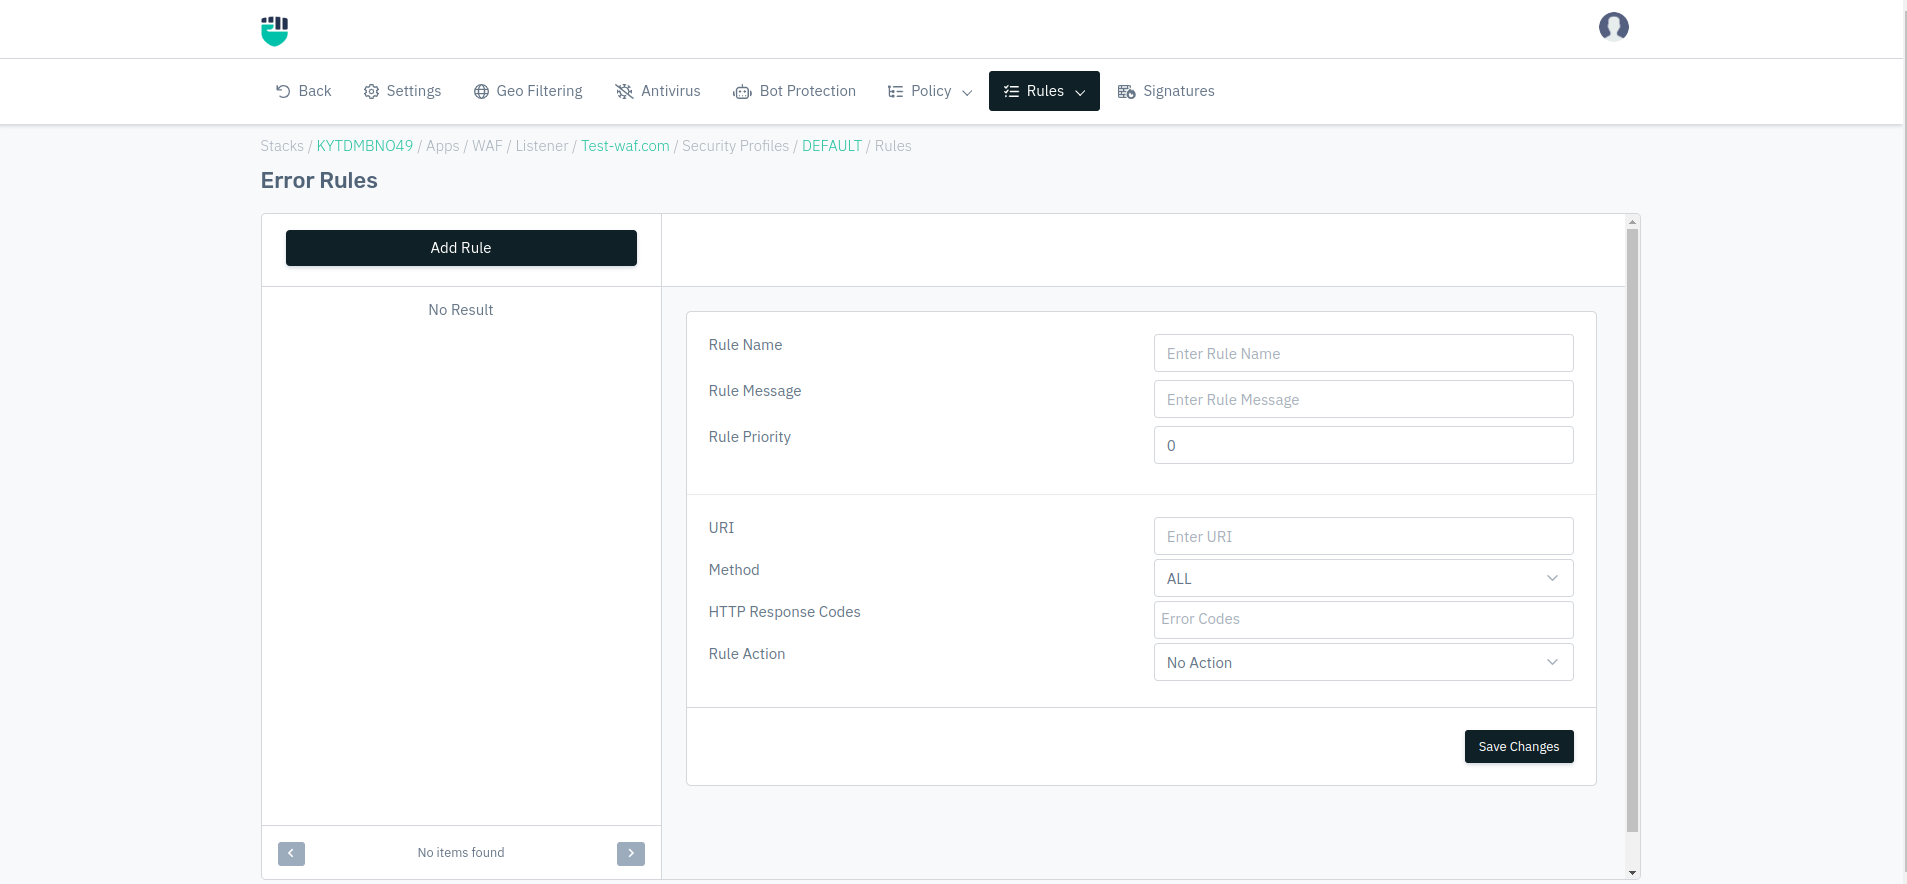 Back Settings Geo Filtering Antivirus Bot Protection Policy Rules Signatures
Stacks / KYTDMBNO49 / Apps / WAF / Listener / Test-waf.com / Security Profiles / DEFAULT / Rules
Error Rules
Add Rule
No Result
Rule Name Enter Rule Name
Rule Message Enter Rule Message
Rule Priority 0
URI Enter URI
Method ALL
HTTP Response Codes Error Codes
Rule Action No Action
Save Changes
No items found